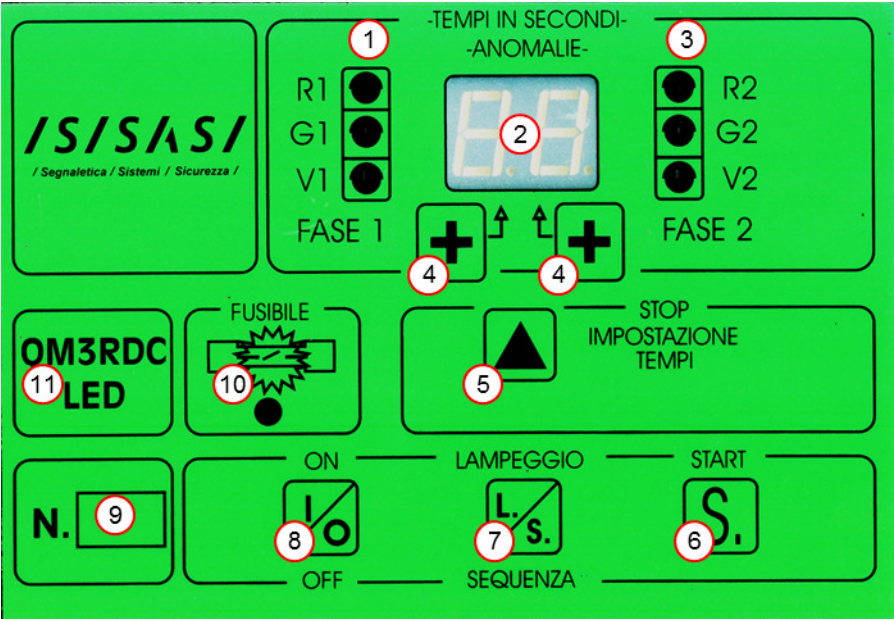 -TEMPI IN SECONDI-
-ANOMALIE-
1
3
R1
R2
G1
2
G2
V1
V2
FASE 1
FASE 2
+
+
4
4
/S/SAS/
/ Segnaletica / Sistemi / Sicurezza /
OM3RDC
LED
11
FUSIBILE
10
STOP
IMPOSTAZIONE
TEMPI
5
N.
9
ON
LAMPEGGIO
START
I/O
L./S.
S.
8
7
6
OFF
SEQUENZA